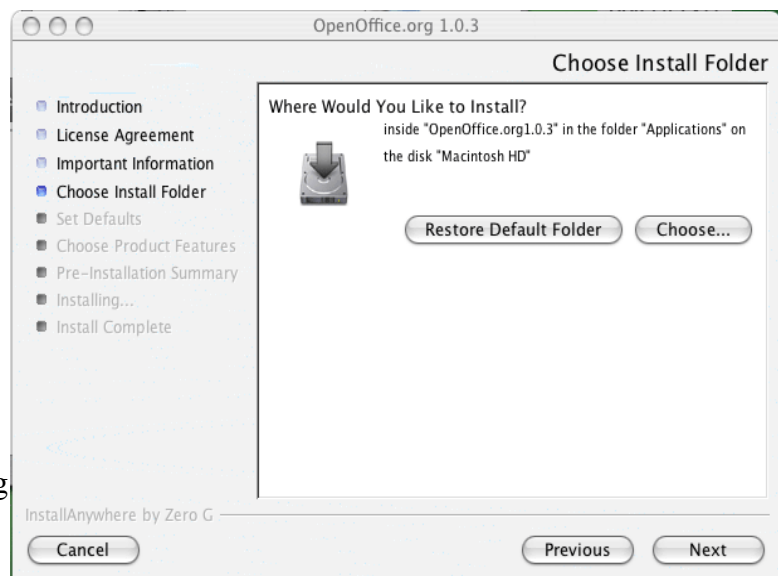 OpenOffice.org 1.0.3
Choose Install Folder
Introduction
License Agreement
Important Information
Choose Install Folder
Set Defaults
Choose Product Features
Pre-Installation Summary
Installing...
Install Complete
Where Would You Like to Install?
inside "OpenOffice.org1.0.3" in the folder "Applications" on
the disk "Macintosh HD"
Restore Default Folder
Choose...
g
InstallAnywhere by Zero G
Cancel
Previous
Next